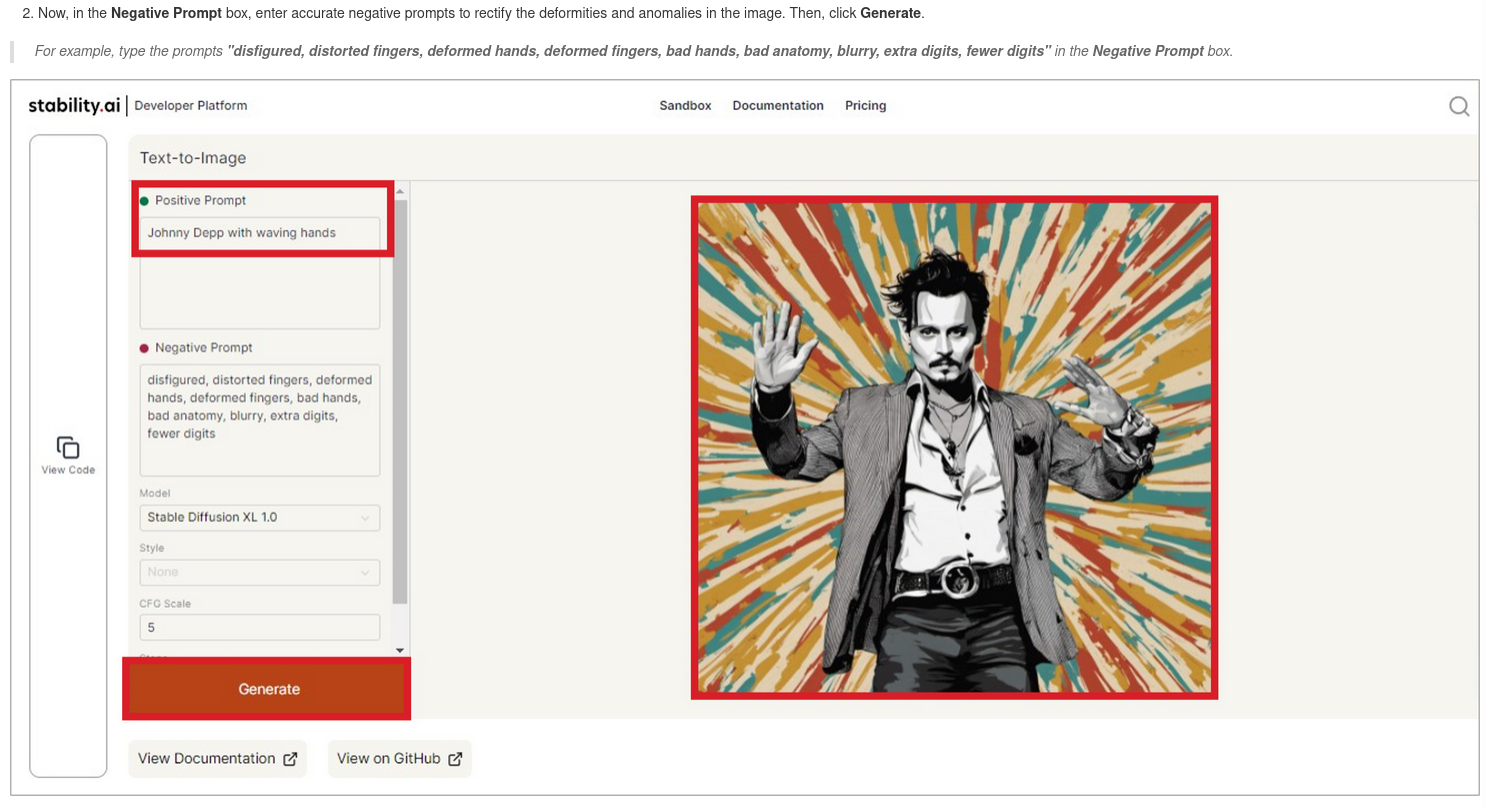 2. Now, in the Negative Prompt box, enter accurate negative prompts to rectify the deformities and anomalies in the image. Then, click Generate.
For example, type the prompts "disfigured, distorted fingers, deformed hands, deformed fingers, bad hands, bad anatomy, blurry, extra digits, fewer digits" in the Negative Prompt box.
stability.ai | Developer Platform
Sandbox Documentation Pricing
Text-to-Image
Positive Prompt
Johnny Depp with waving hands
Negative Prompt
disfigured, distorted fingers, deformed
hands, deformed fingers, bad hands,
bad anatomy, blurry, extra digits,
fewer digits
View Code
Model
Stable Diffusion XL 1.0
Style
None
CFG Scale
5
Generate
View Documentation
View on GitHub